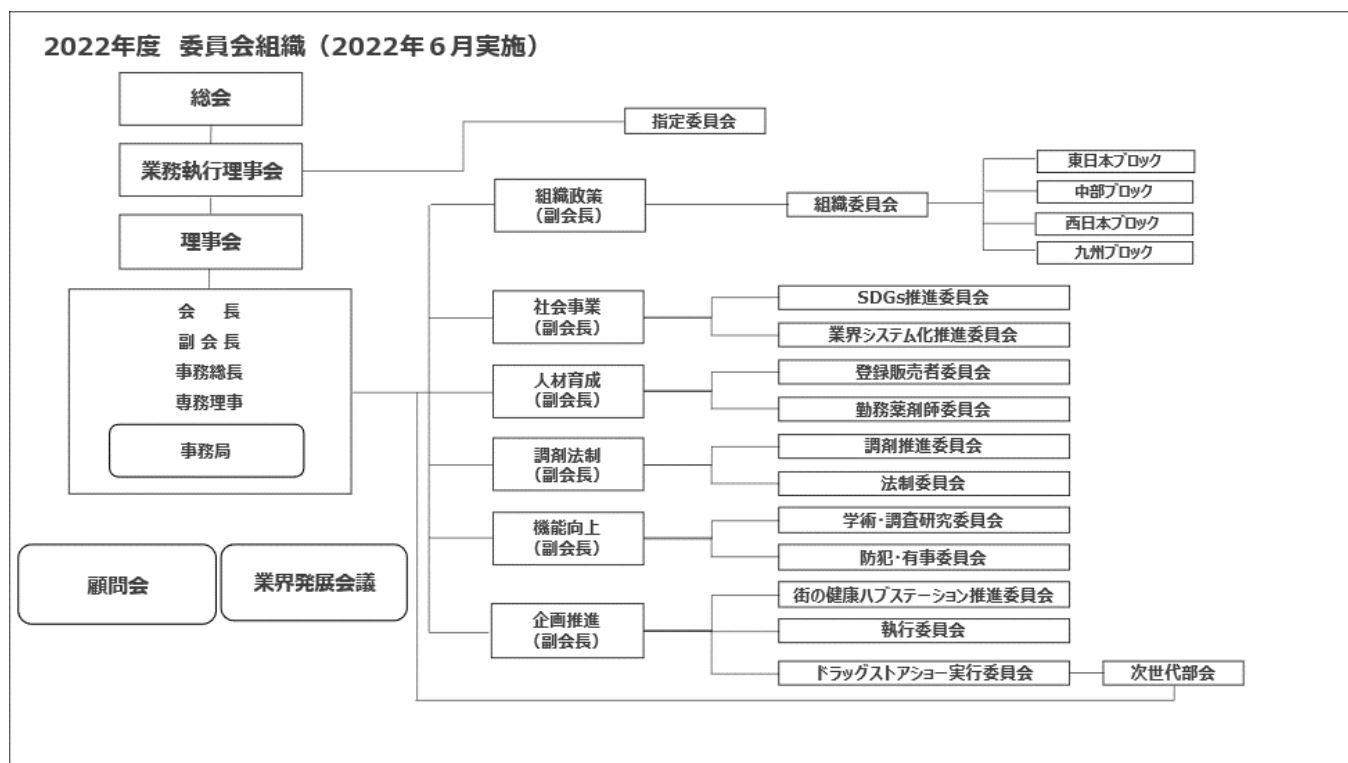 2022年度 委員会組織（2022年６月実施）
総会
業務執行理事会
理事会
会　長
副 会 長
事務総長
専務理事
事務局
顧問会
業界発展会議
指定委員会
組織政策
（副会長）
組織委員会
東日本ブロック
中部ブロック
西日本ブロック
九州ブロック
社会事業
（副会長）
SDGs推進委員会
業界システム化推進委員会
人材育成
（副会長）
登録販売者委員会
勤務薬剤師委員会
調剤法制
（副会長）
調剤推進委員会
法制委員会
機能向上
（副会長）
学術・調査研究委員会
防犯・有事委員会
企画推進
（副会長）
街の健康ハブステーション推進委員会
執行委員会
ドラッグストアショー実行委員会
次世代部会